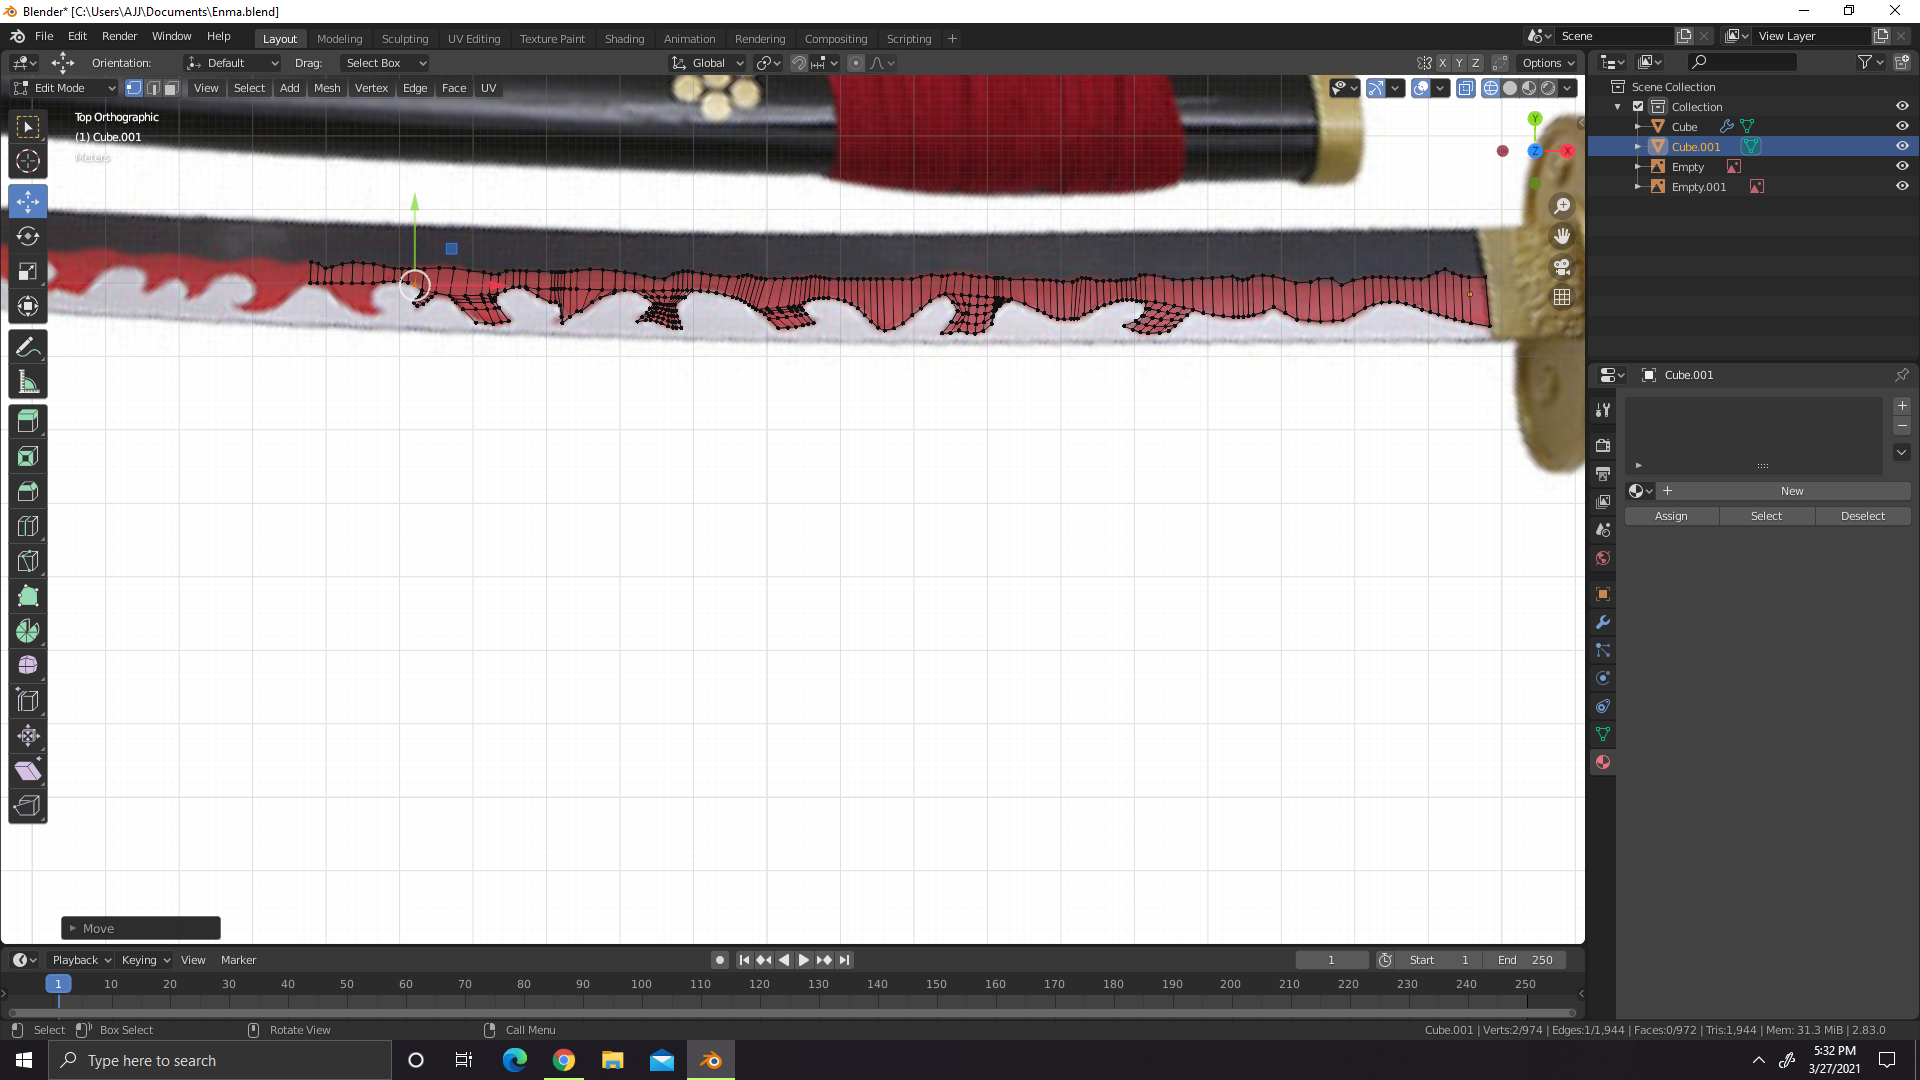 Blender* [C:\Users\AJJ\Documents\Enma.blend]
File Edit Render Window Help Layout Modeling Sculpting UV Editing Texture Paint Shading Animation Rendering Compositing Scripting Scene View Layer
Orientation: Default Drag: Select Box Global X Y Z Options
Edit Mode View Select Add Mesh Vertex Edge Face UV
Top Orthographic
(1) Cube.001
Meters
Y
Z
X
Scene Collection
Collection
Cube
Cube.001
Empty
Empty.001
Cube.001
New
Assign Select Deselect
Move
Playback Keying View Marker 1 Start 1 End 250
1 10 20 30 40 50 60 70 80 90 100 110 120 130 140 150 160 170 180 190 200 210 220 230 240 250
Select Box Select Rotate View Call Menu Cube.001 | Verts:2/974 | Edges:1/1,944 | Faces:0/972 | Tris:1,944 | Mem: 31.3 MiB | 2.83.0
Type here to search
5:32 PM
3/27/2021